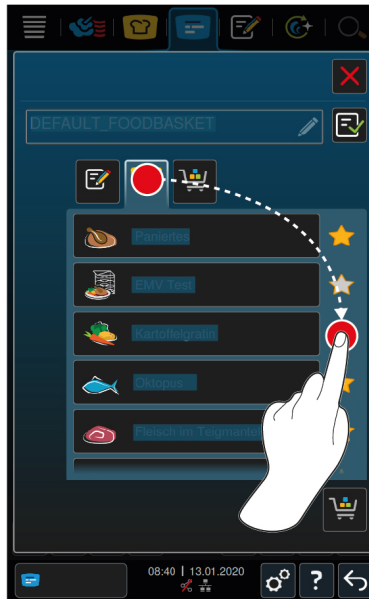 DEFAULT_FOODBASKET
Paniertes
EMV Test
Kartoffelgratin
Oktopus
Fleisch im Teigmantel
08:40 | 13.01.2020
?